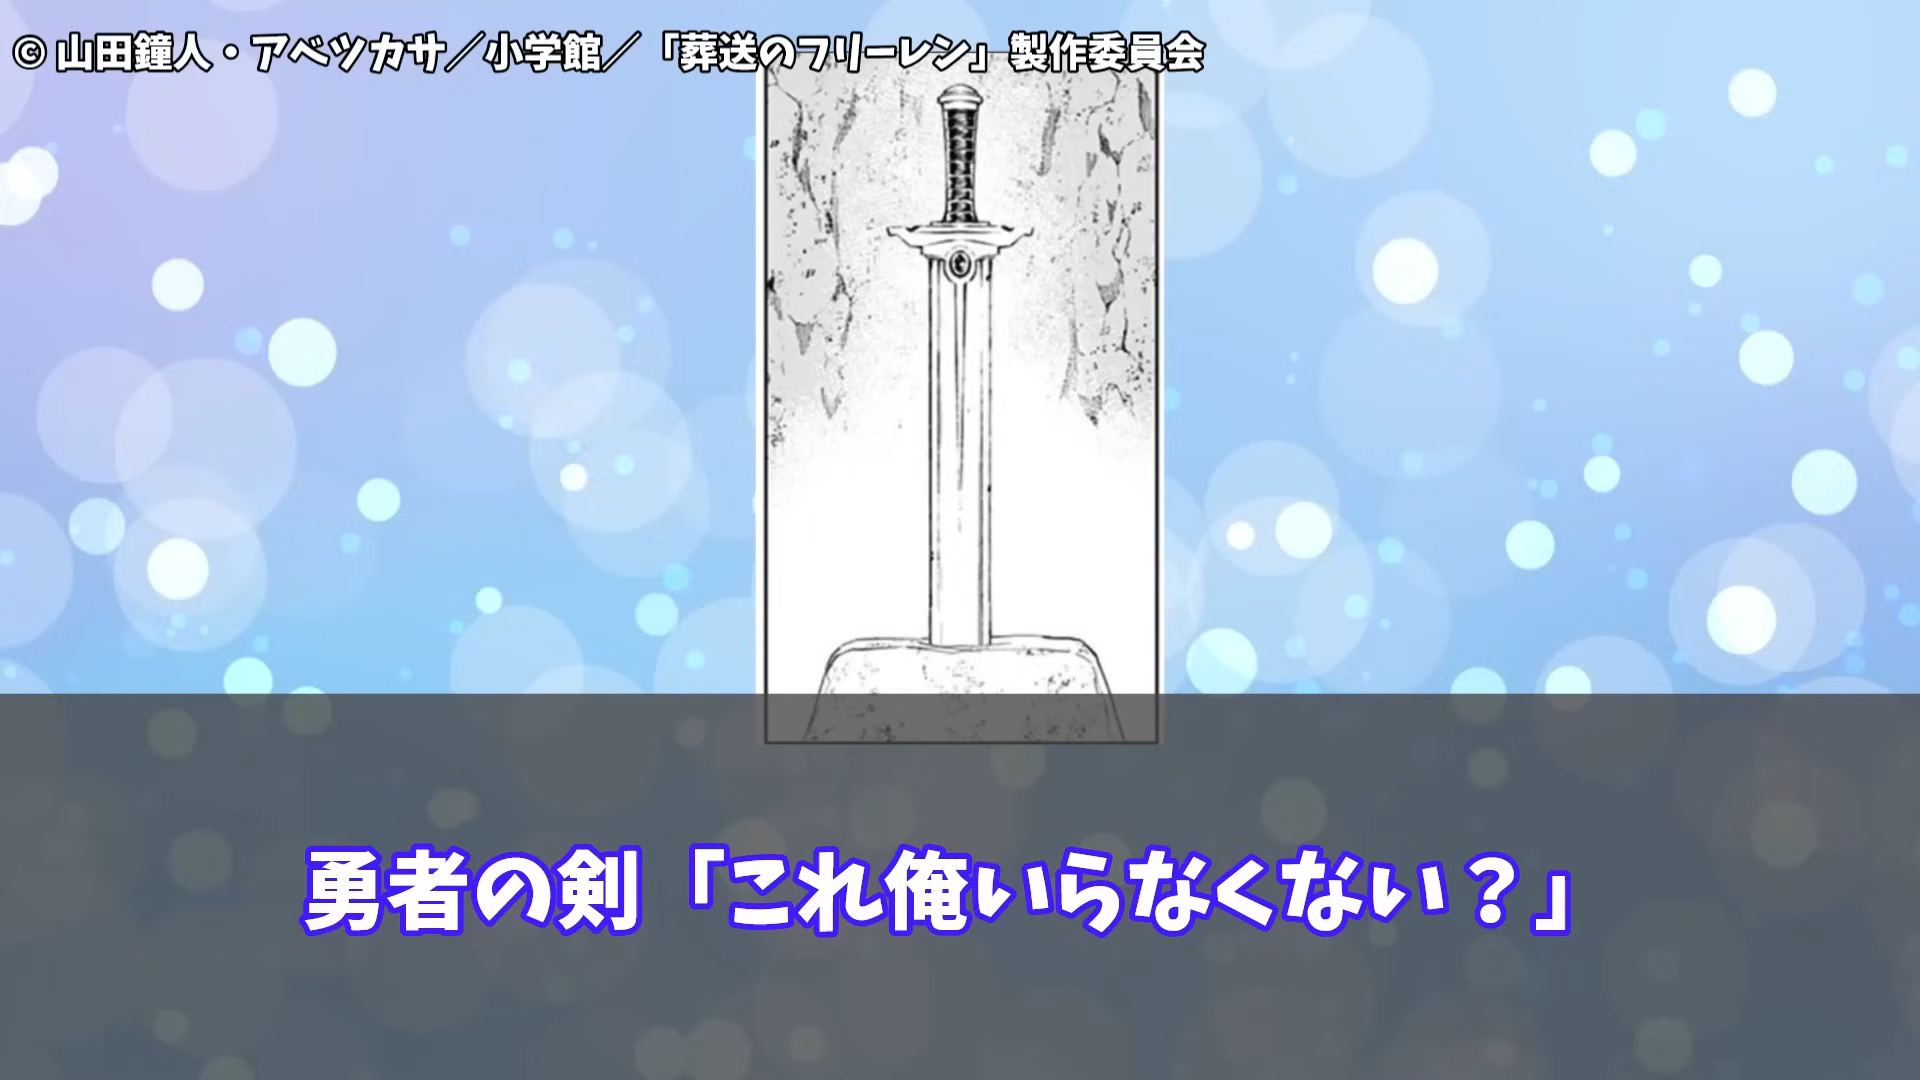 © 山田鐘人・アベツカサ／小学館／「葬送のフリーレン」製作委員会
勇者の剣「これ俺いらなくない？」